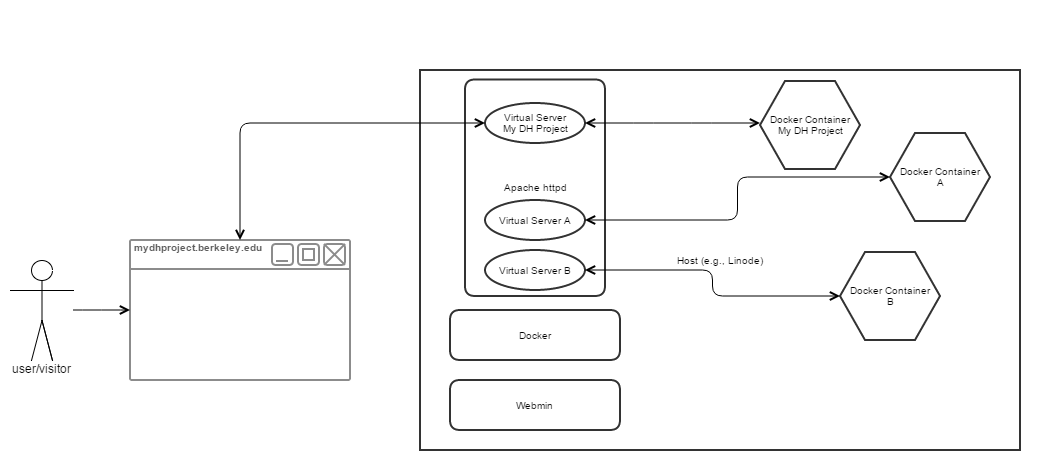 Virtual Server
My DH Project
Docker Container
My DH Project
Docker Container
A
Apache httpd
Virtual Server A
mydhproject.berkeley.edu
Host (e.g., Linode)
Virtual Server B
Docker Container
B
Docker
user/visitor
Webmin